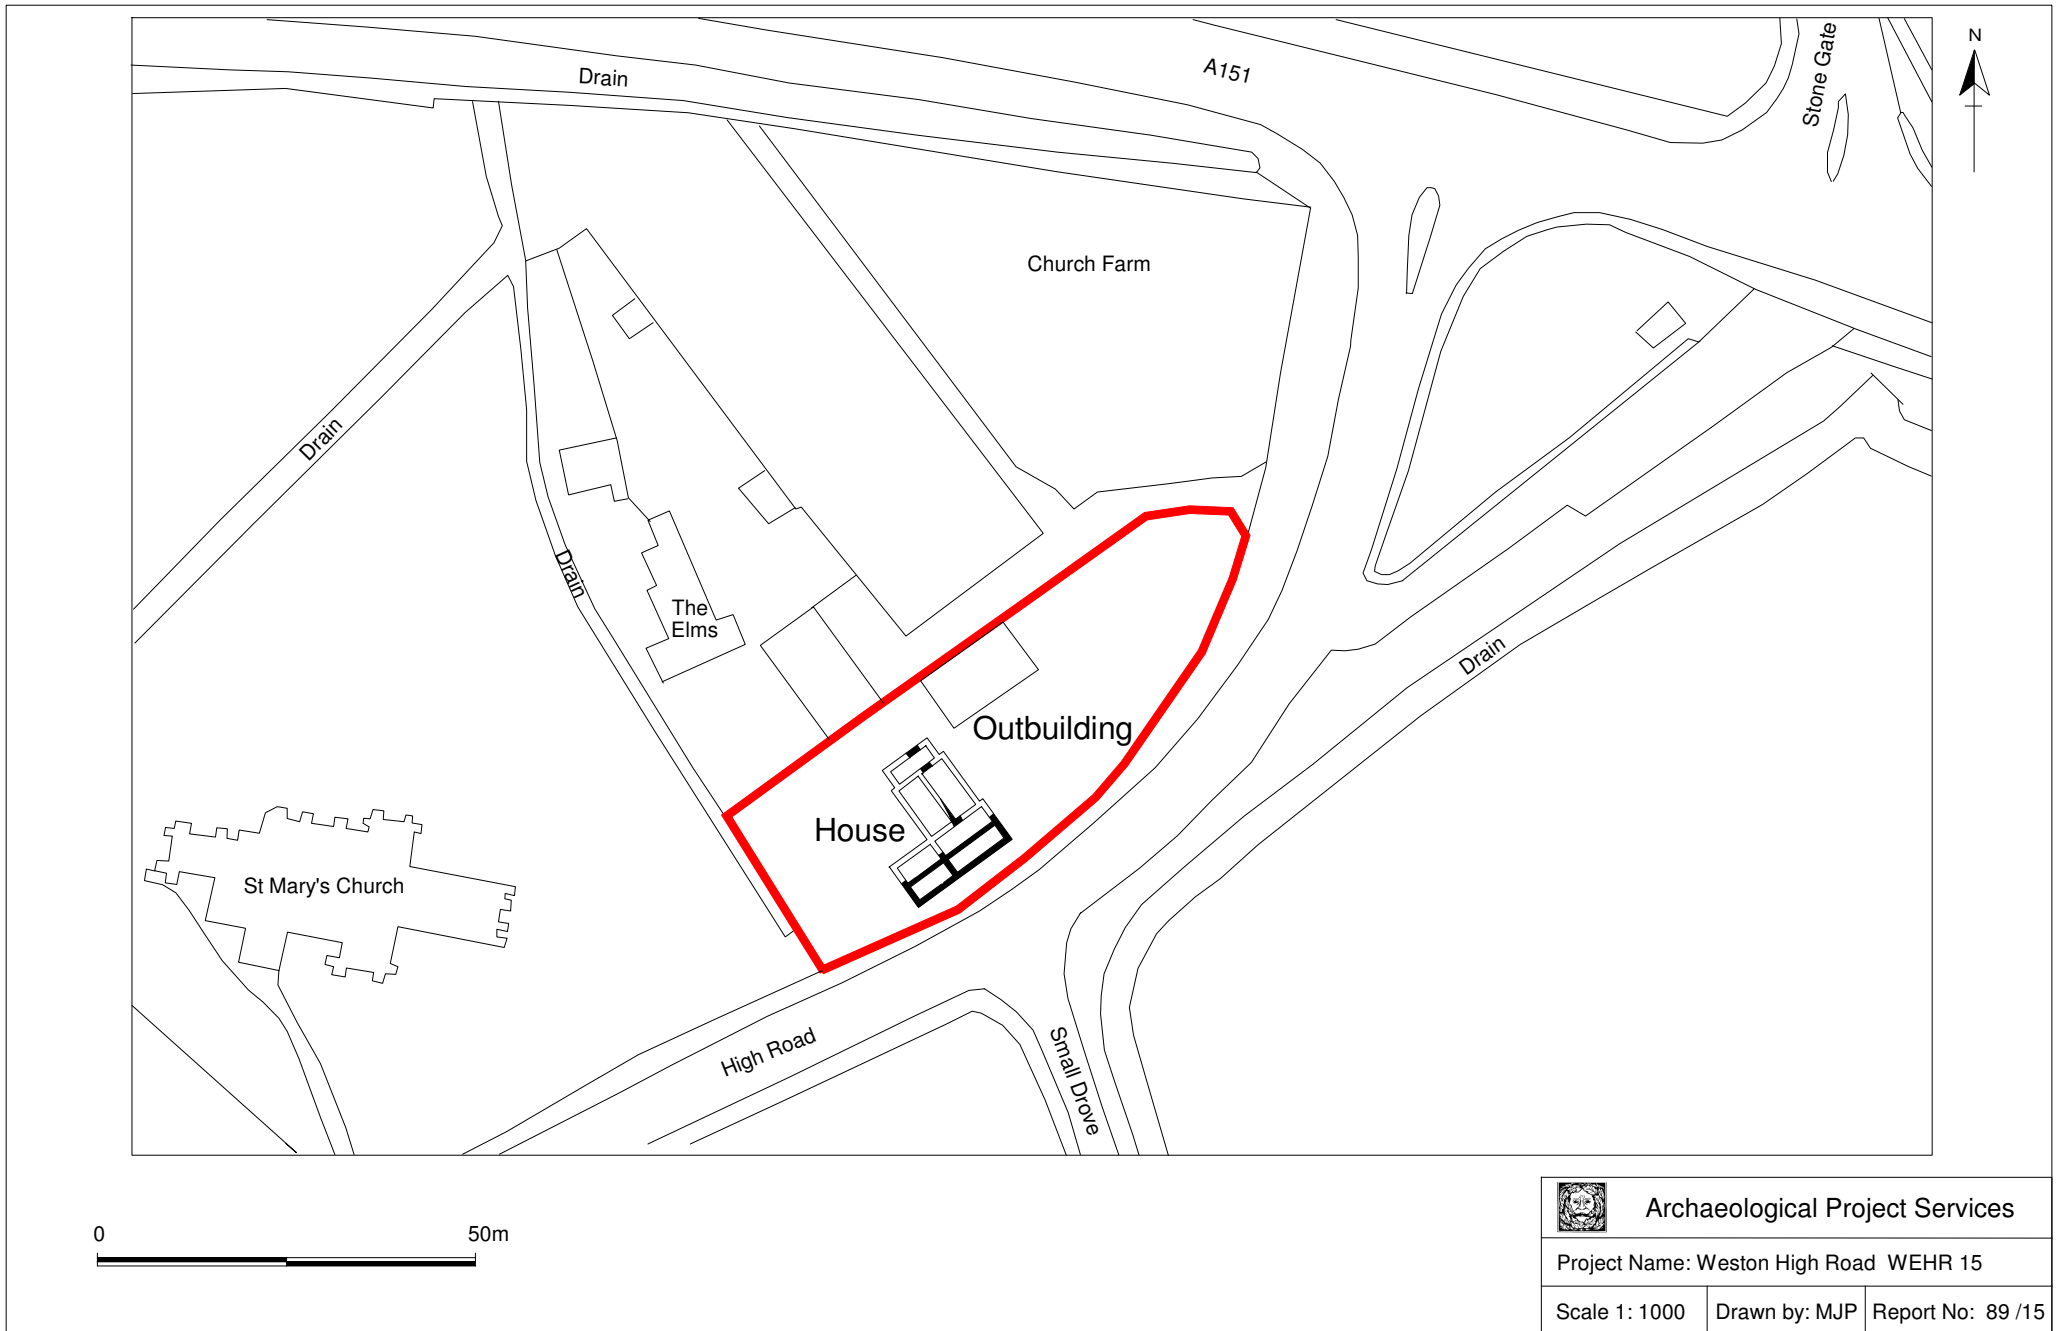 N
Drain
A151
Stone Gate
Church Farm
Drain
Drain
The
Elms
Drain
Outbuilding
House
St Mary's Church
High Road
Small Drove
0 50m
Archaeological Project Services
Project Name: Weston High Road WEHR 15
Scale 1: 1000 Drawn by: MJP Report No: 89 /15